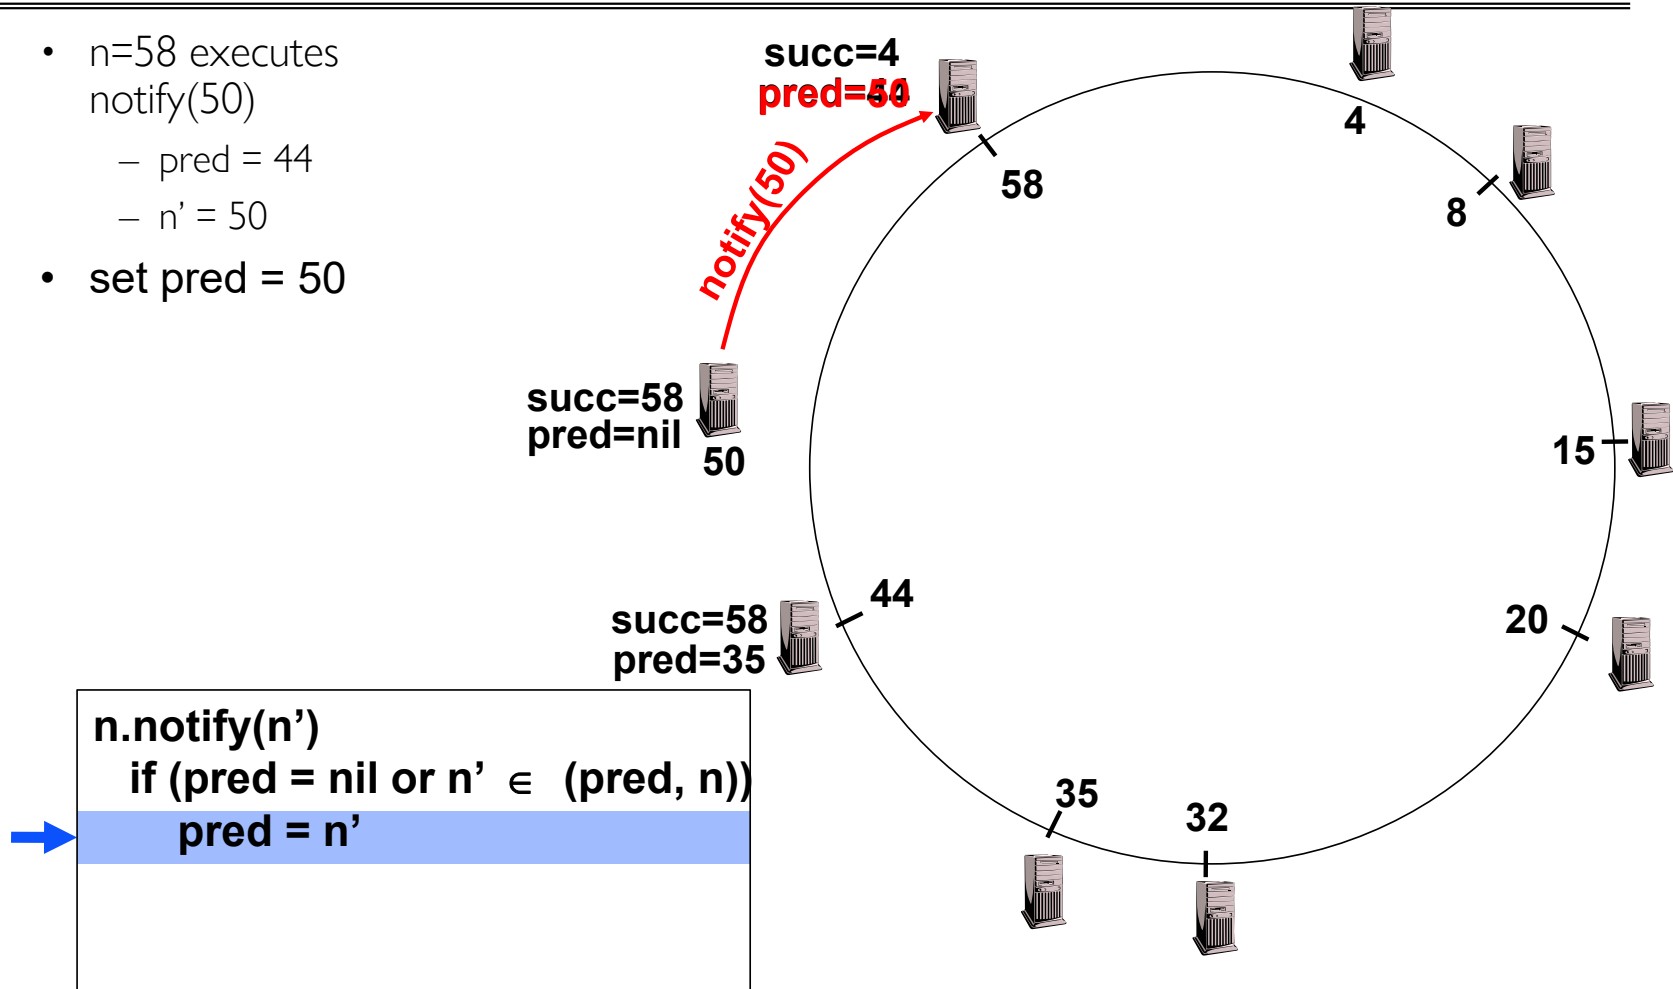 • n=58 executes
notify(50)
– pred = 44
– n’ = 50
• set pred = 50
succ=4
pred=50
notify(50)
58
4
8
succ=58
pred=nil
50
15
succ=58
pred=35
44
20
35
32
n.notify(n’)
if (pred = nil or n’ ∈ (pred, n))
pred = n’